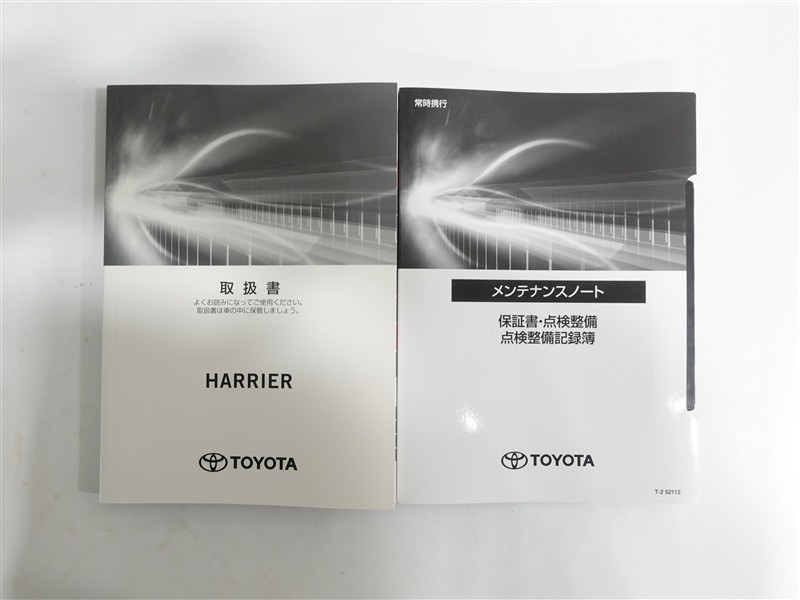 取扱書
よくお読みになってご使用ください。
取扱書は車の中に保管しましょう。
HARRIER
TOYOTA
常時携行
メンテナンスノート
保証書・点検整備
点検整備記録簿
TOYOTA
T-2 52112